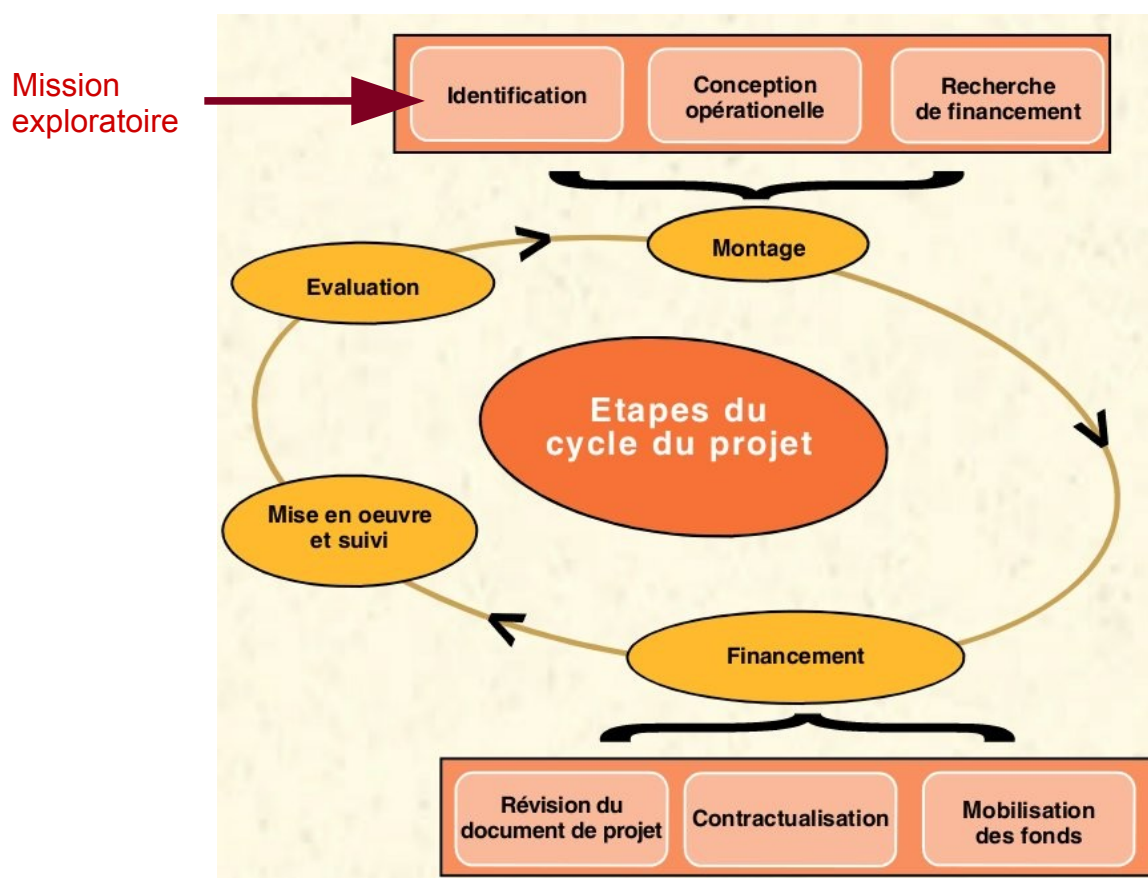 Mission
exploratoire
Identification
Conception
opérationelle
Recherche
de financement
Montage
Evaluation
Etapes du
cycle du projet
Mise en oeuvre
et suivi
Financement
Révision du
document de projet
Contractualisation
Mobilisation
des fonds